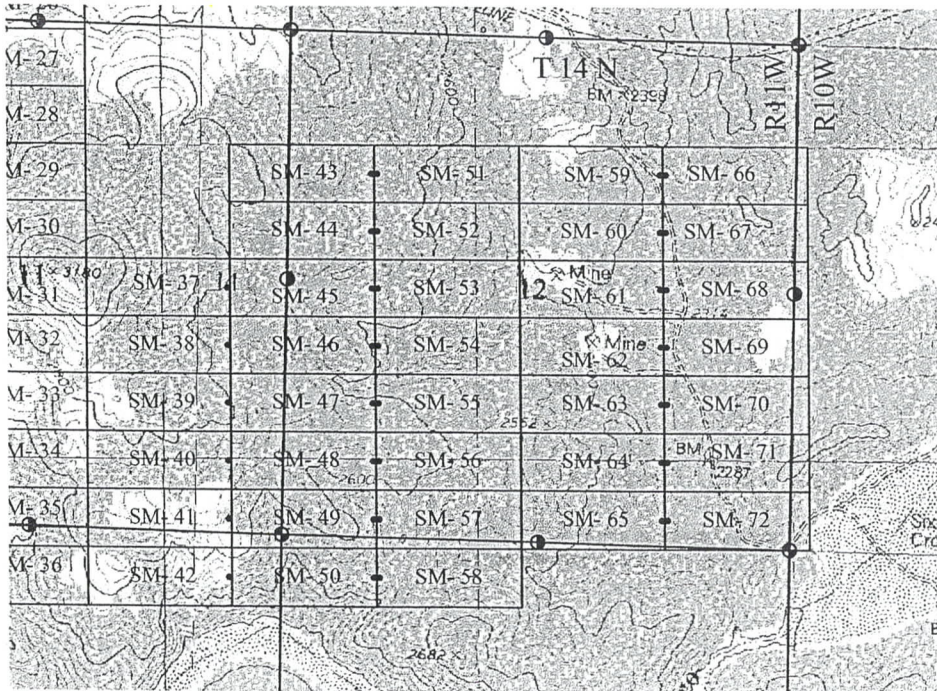 ELINE
M- 27
T 14 N
R11W
R10W
BM × 2398
M- 28
M- 29
SM- 43
SM- 51
SM- 59
SM- 66
M- 30
SM- 44
SM- 52
SM- 60
SM- 67
11
× 3180
SM- 37
11
12
Mine
M- 31
SM- 45
SM- 53
SM- 61
SM- 68
M- 32
SM- 38
SM- 46
SM- 54
Mine
SM- 62
SM- 69
M- 33
SM- 39
SM- 47
SM- 55
SM- 63
SM- 70
2552 ×
M- 34
SM- 40
SM- 48
SM- 56
SM- 64
BM
SM- 71
2287
2600
M- 35
SM- 41
SM- 49
SM- 57
SM- 65
SM- 72
M- 36
SM- 42
SM- 50
SM- 58
2682 ×